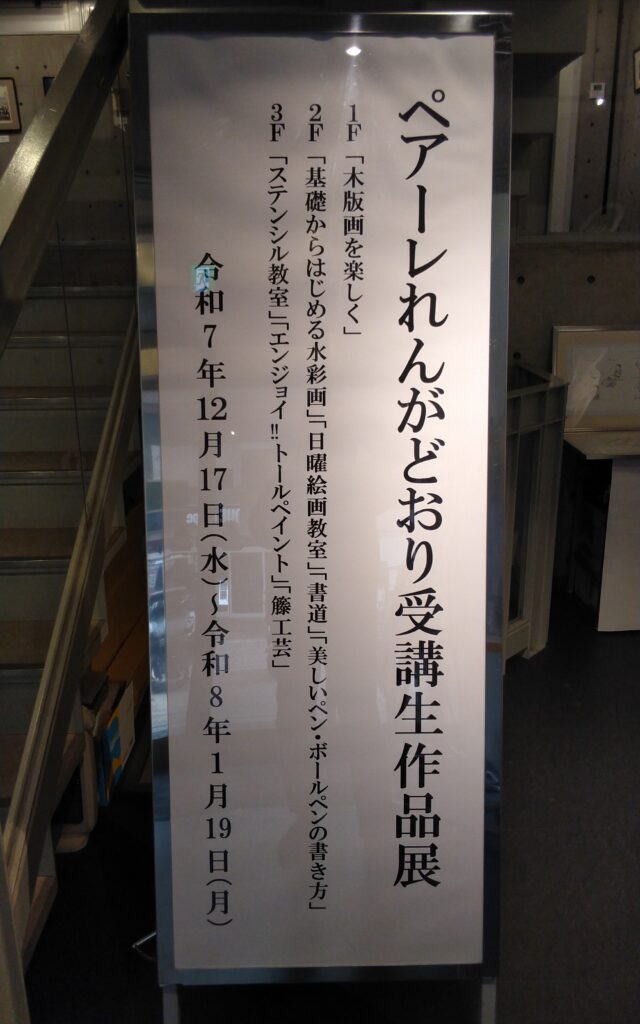 ペアーレれんがどおり受講生作品展
1F「木版画を楽しく」
2F「基礎からはじめる水彩画」「日曜絵画教室」「書道」「美しいペン・ボールペンの書き方」
3F「ステンシル教室」「エンジョイ!!トールペイント」「籐工芸」
令和7年12月17日(水)~令和8年1月19日(月)